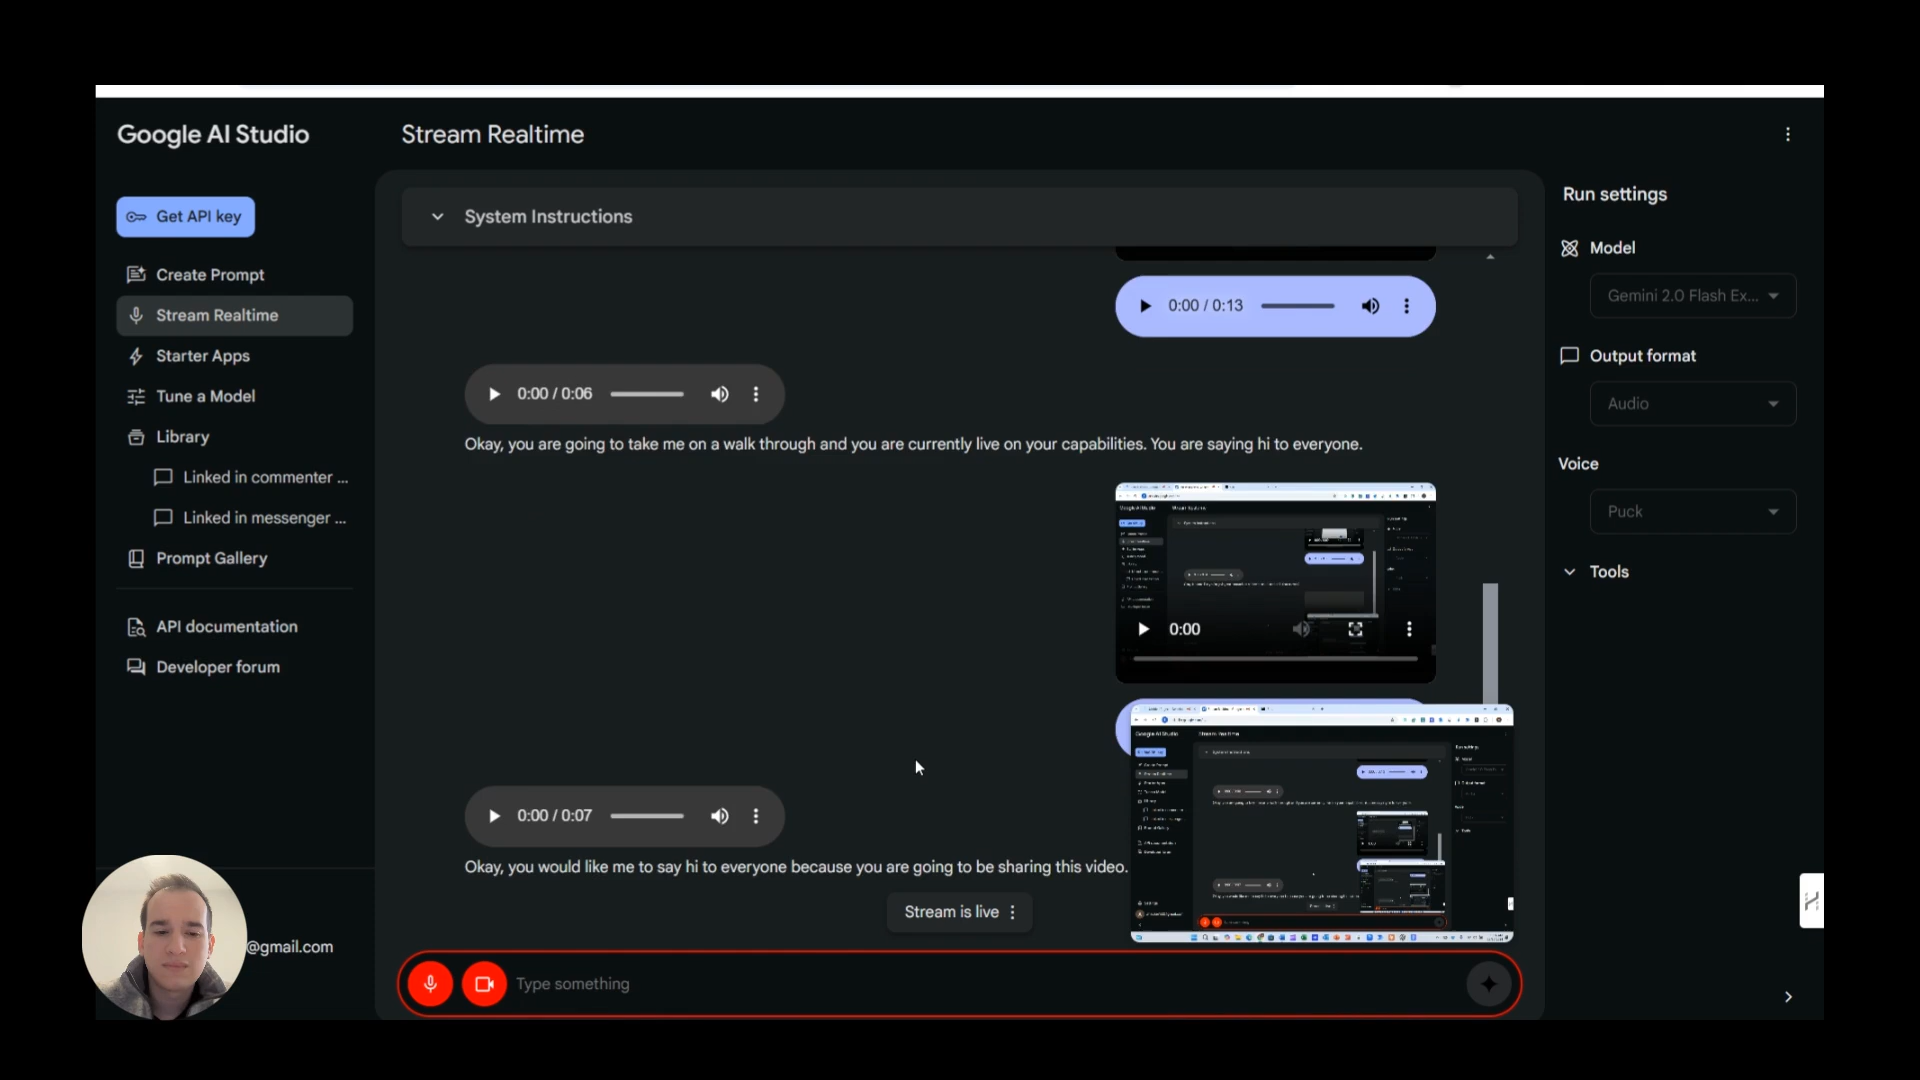 Google AI Studio
Stream Realtime
Get API key
Create Prompt
Stream Realtime
Starter Apps
Tune a Model
Library
Linked in commenter ...
Linked in messenger ...
Prompt Gallery
API documentation
Developer forum
@gmail.com
System Instructions
0:00 / 0:13
0:00 / 0:06
Okay, you are going to take me on a walk through and you are currently live on your capabilities. You are saying hi to everyone.
0:00
0:00 / 0:07
Okay, you would like me to say hi to everyone because you are going to be sharing this video.
Stream is live
Type something
Run settings
Model
Gemini 2.0 Flash Ex...
Output format
Audio
Voice
Puck
Tools
Google AI Studio
Stream Realtime